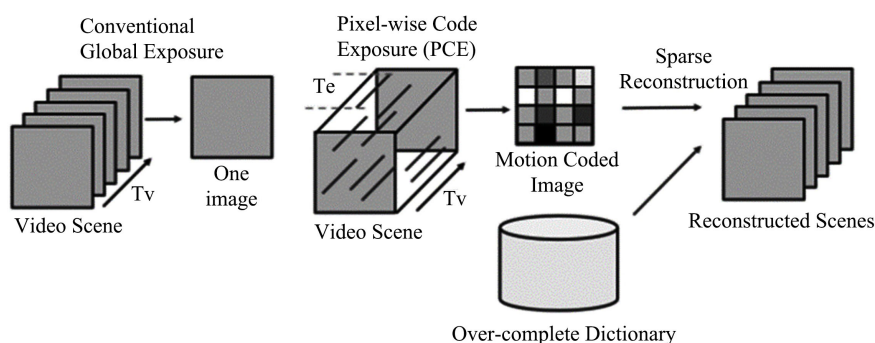 Conventional
Global Exposure
Tv
One
image
Video Scene
Pixel-wise Code
Exposure (PCE)
Te
Tv
Video Scene
Motion Coded
Image
Sparse
Reconstruction
Reconstructed Scenes
Over-complete Dictionary